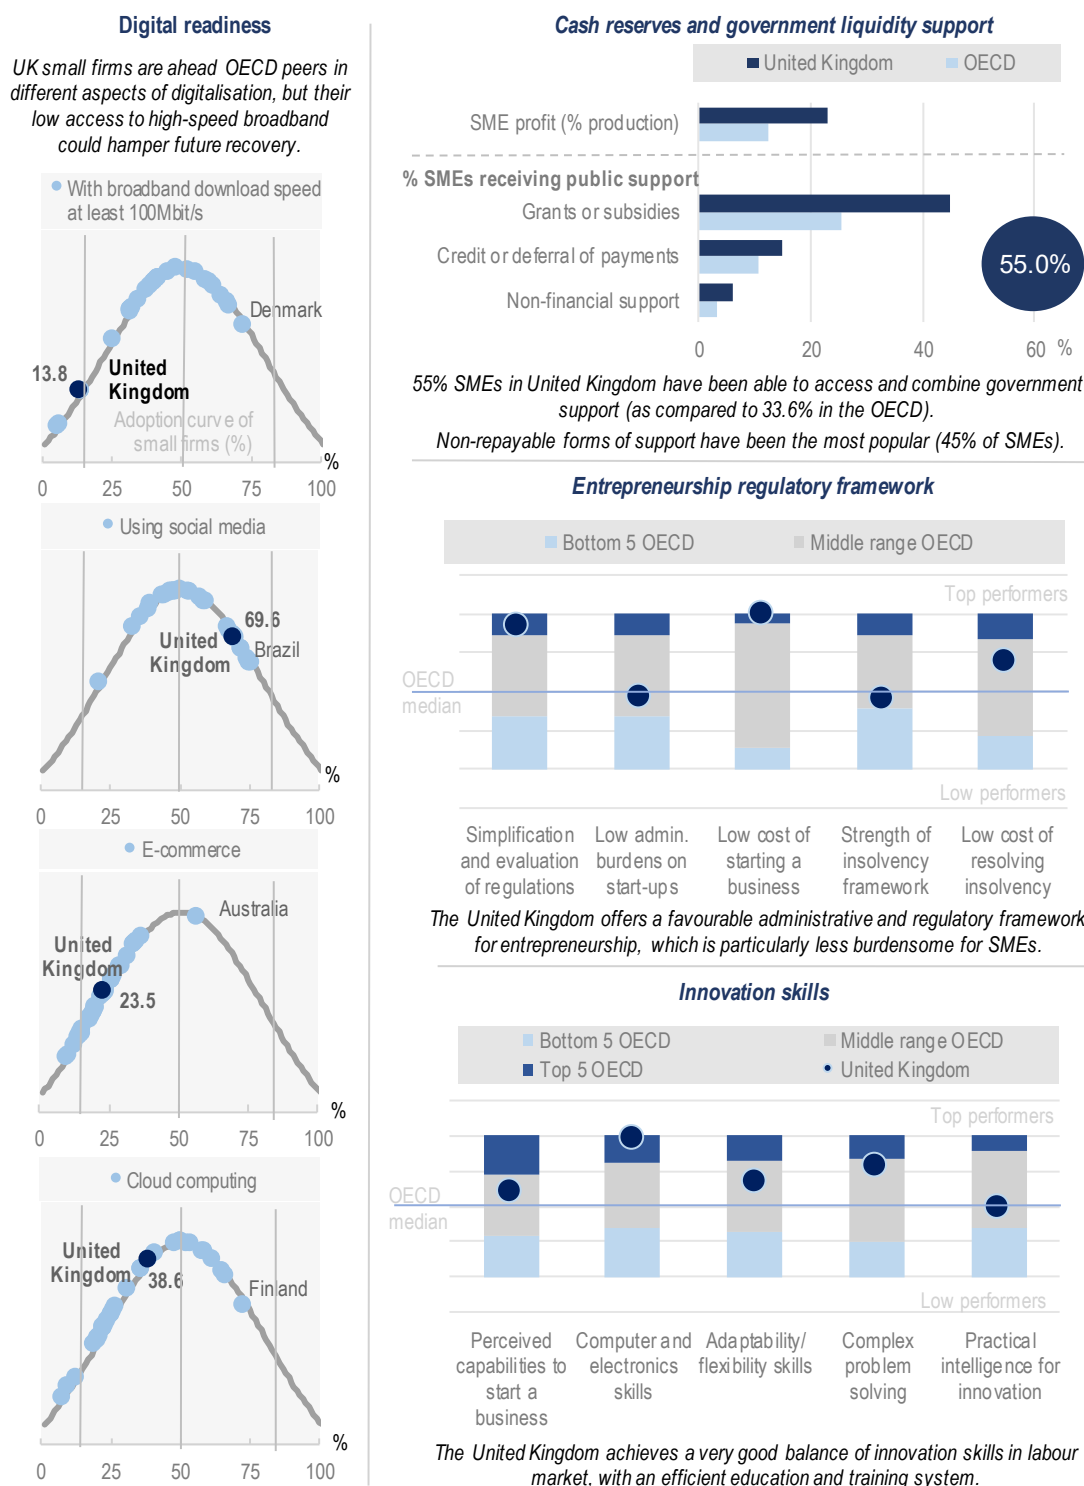 Digital readiness
UK small firms are ahead OECD peers in
different aspects of digitalisation, but their
low access to high-speed broadband
could hamper future recovery.
With broadband download speed
at least 100Mbit/s
Denmark
13.8
United
Kingdom
Adoption curve of
small firms (%)
%
0 25 50 75 100
Using social media
69.6
United
Kingdom
Brazil
%
0 25 50 75 100
E-commerce
Australia
United
Kingdom
23.5
%
0 25 50 75 100
Cloud computing
United
Kingdom
38.6
Finland
%
0 25 50 75 100
Cash reserves and government liquidity support
United Kingdom OECD
SME profit (% production)
% SMEs receiving public support
Grants or subsidies
Credit or deferral of payments
55.0%
Non-financial support
0 20 40 60 %
55% SMEs in United Kingdom have been able to access and combine government
support (as compared to 33.6% in the OECD).
Non-repayable forms of support have been the most popular (45% of SMEs).
Entrepreneurship regulatory framework
Bottom 5 OECD Middle range OECD
Top performers
OECD
median
Low performers
Simplification Low admin. Low cost of Strength of Low cost of
and evaluation burdens on starting a insolvency resolving
of regulations start-ups business framework insolvency
The United Kingdom offers a favourable administrative and regulatory framework
for entrepreneurship, which is particularly less burdensome for SMEs.
Innovation skills
Bottom 5 OECD Middle range OECD
Top 5 OECD United Kingdom
Top performers
OECD
median
Low performers
Perceived Computer and Adaptability/ Complex Practical
capabilities to electronics flexibility skills problem intelligence for
start a skills solving innovation
business
The United Kingdom achieves a very good balance of innovation skills in labour
market, with an efficient education and training system.